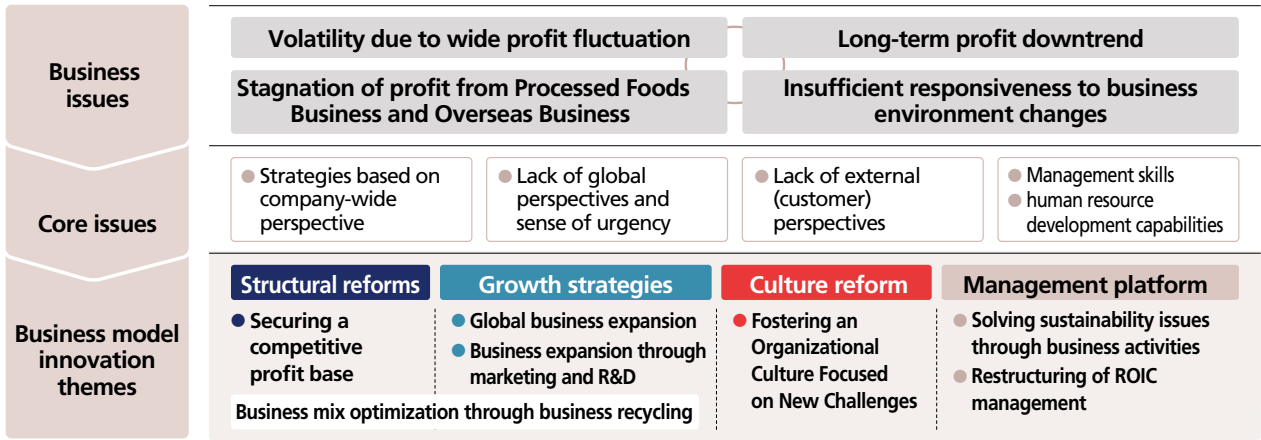 Business
issues
Volatility due to wide profit fluctuation
Long-term profit downtrend
Stagnation of profit from Processed Foods
Business and Overseas Business
Insufficient responsiveness to business
environment changes
Core issues
Strategies based on
company-wide
perspective
Lack of global
perspectives and
sense of urgency
Lack of external
(customer)
perspectives
Management skills
human resource
development capabilities
Business model
innovation
themes
Structural reforms
Securing a
competitive
profit base
Growth strategies
Global business expansion
Business expansion through
marketing and R&D
Business mix optimization through business recycling
Culture reform
Fostering an
Organizational
Culture Focused
on New Challenges
Management platform
Solving sustainability issues
through business activities
Restructuring of ROIC
management